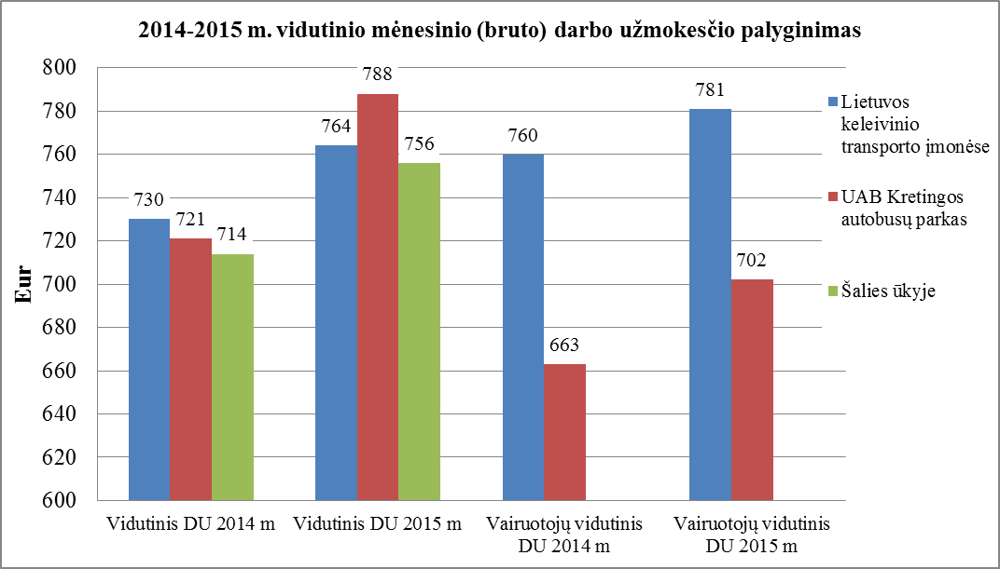 2014-2015 m. vidutinio mėnesinio (bruto) darbo užmokesčio palyginimas
Eur
800
780
760
740
720
700
680
660
640
620
600
730
721
714
764
788
756
760
663
781
702
Vidutinis DU 2014 m
Vidutinis DU 2015 m
Vairuotojų vidutinis
DU 2014 m
Vairuotojų vidutinis
DU 2015 m
Lietuvos
keleivinio
transporto įmonėse
UAB Kretingos
autobusų parkas
Šalies ūkyje